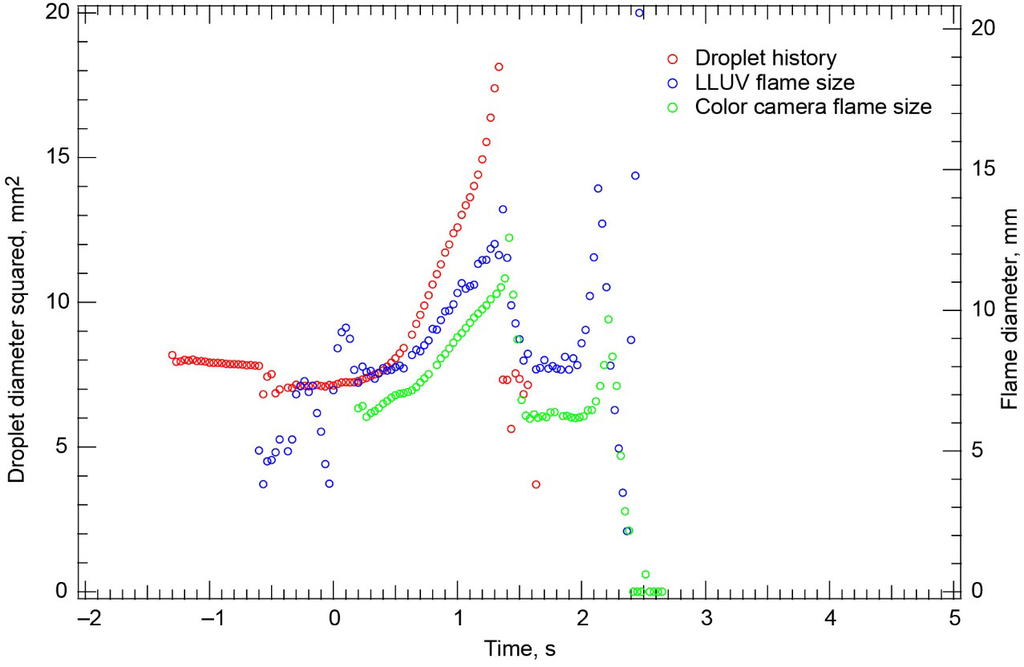 20
15
10
5
0
Droplet diameter squared, mm2
Droplet history
LLUV flame size
Color camera flame size
20
15
10
5
0
Flame diameter, mm
–2 –1 0 1 2 3 4 5
Time, s